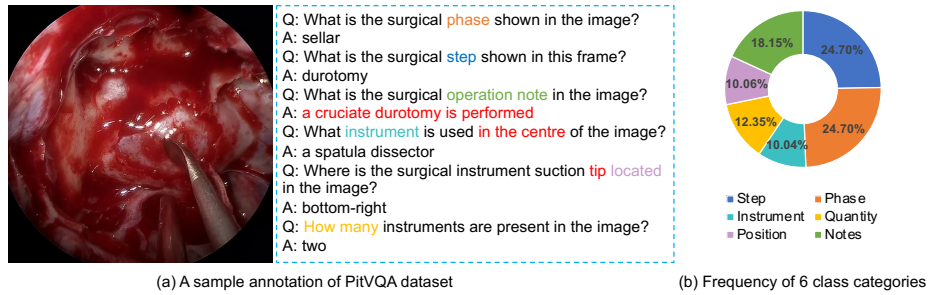 Q: What is the surgical phase shown in the image?
A: sellar
Q: What is the surgical step shown in this frame?
A: durotomy
Q: What is the surgical operation note in the image?
A: a cruciate durotomy is performed
Q: What instrument is used in the centre of the image?
A: a spatula dissector
Q: Where is the surgical instrument suction tip located
in the image?
A: bottom-right
Q: How many instruments are present in the image?
A: two
(a) A sample annotation of PitVQA dataset
18.15%
24.70%
10.06%
12.35%
24.70%
10.04%
Step
Phase
Instrument
Quantity
Position
Notes
(b) Frequency of 6 class categories